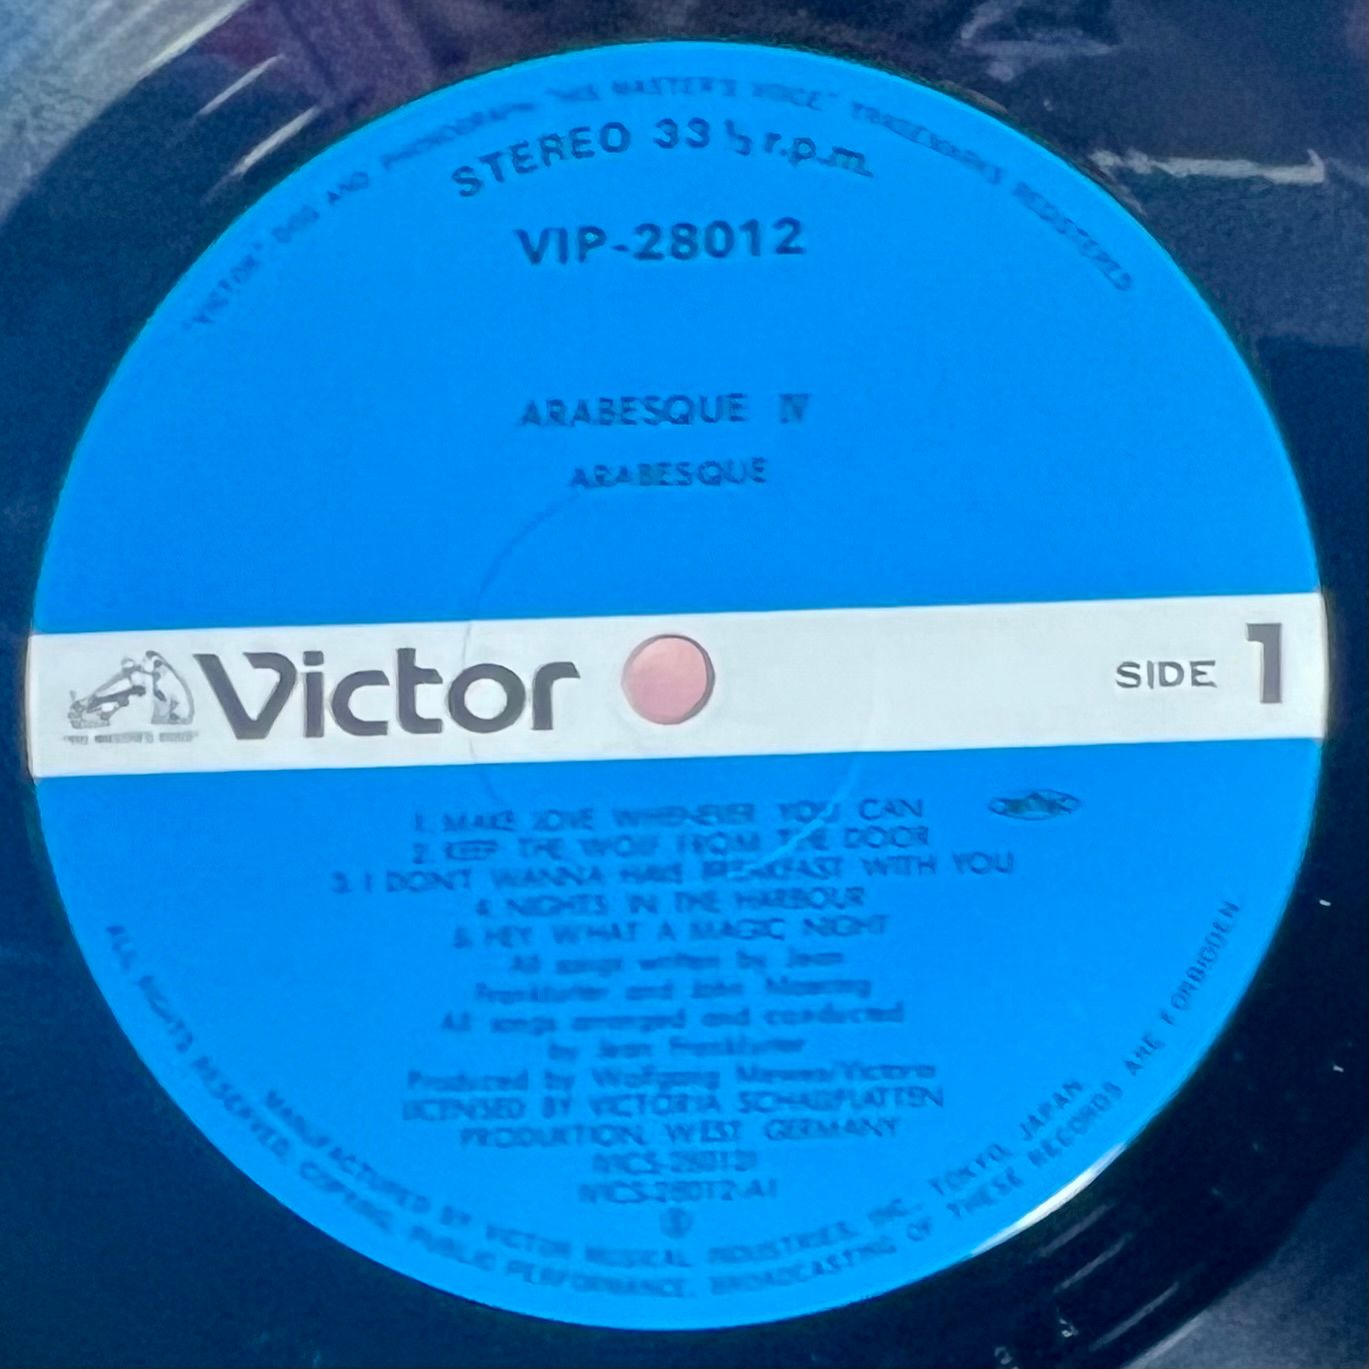 "VICTOR" DISC AND PHONOGRAPH "HIS MASTER'S VOICE" TRADEMARKS REGISTERED
STEREO 33 ⅓ r.p.m.
VIP-28012
ARABESQUE IV
ARABESQUE
Victor
SIDE 1
1. MAKE LOVE WHENEVER YOU CAN
2. KEEP THE WOLF FROM THE DOOR
3. I DON'T WANNA HAVE BREAKFAST WITH YOU
4. NIGHTS IN THE HARBOUR
5. HEY, WHAT A MAGIC NIGHT
All songs written by Jean
Frankfurter and John Moering
All songs arranged and conducted
by Jean Frankfurter
Produced by Wolfgang Mewes/Victoria
LICENSED BY VICTORIA SCHALLPLATTEN
PRODUKTION, WEST GERMANY
MANUFACTURED BY VICTOR MUSICAL INDUSTRIES, INC., TOKYO, JAPAN
ALL RIGHTS RESERVED. COPYING, PUBLIC PERFORMANCE, BROADCASTING OF THESE RECORDS ARE FORBIDDEN